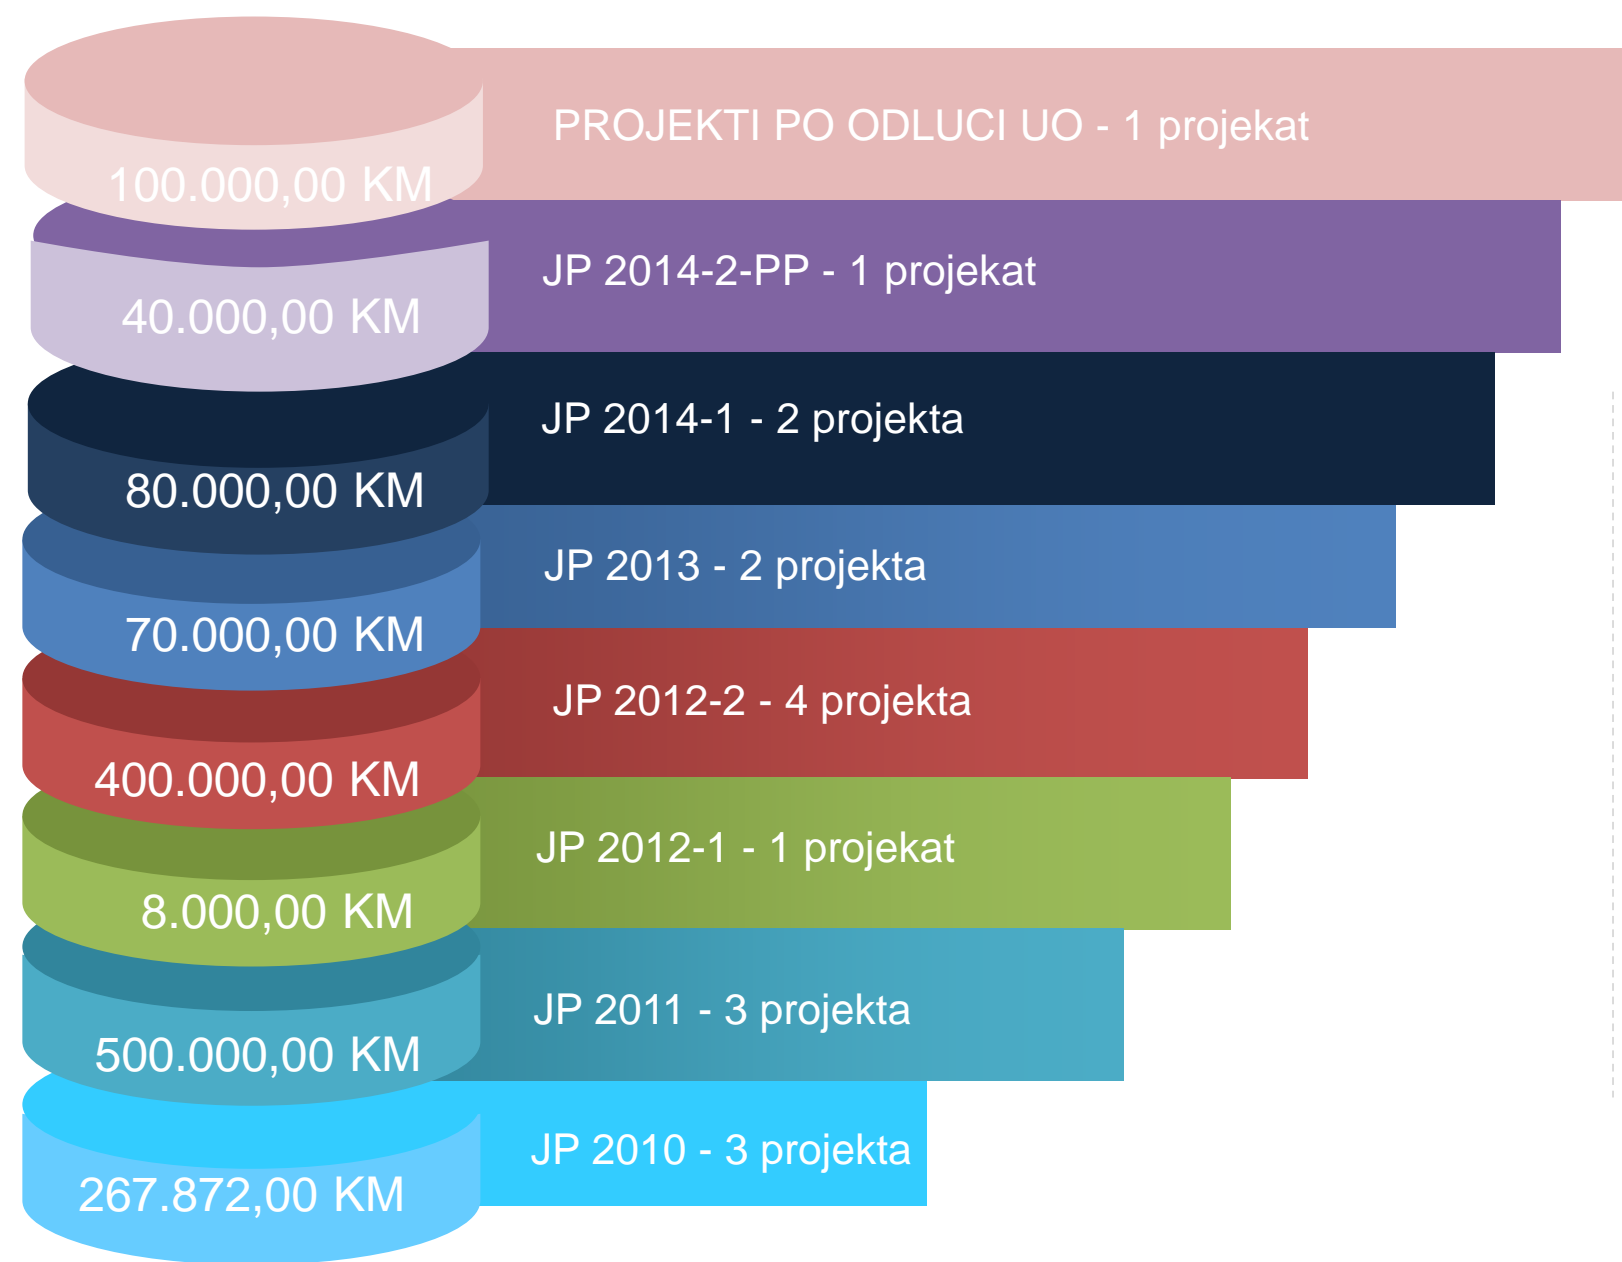 PROJEKTI PO ODLUCI UO - 1 projekat
100.000,00 KM
JP 2014-2-PP - 1 projekat
40.000,00 KM
JP 2014-1 - 2 projekta
80.000,00 KM
JP 2013 - 2 projekta
70.000,00 KM
JP 2012-2 - 4 projekta
400.000,00 KM
JP 2012-1 - 1 projekat
8.000,00 KM
JP 2011 - 3 projekta
500.000,00 KM
JP 2010 - 3 projekta
267.872,00 KM